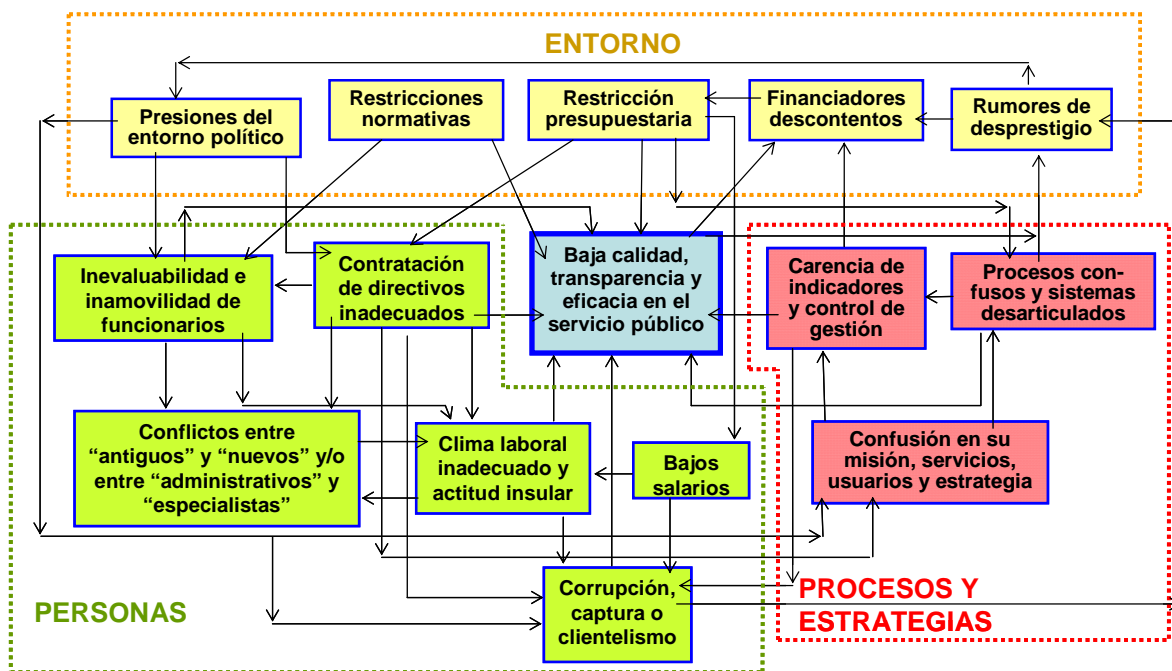 ENTORNO
Presiones del
entorno político
Restricciones
normativas
Restricción
presupuestaria
Financiadores
descontentos
Rumores de
desprestigio
Inevaluabilidad e
inamovilidad de
funcionarios
Contratación
de directivos
inadecuados
Baja calidad,
transparencia y
eficacia en el
servicio público
Carencia de
indicadores
y control de
gestión
Procesos con-
fusos y sistemas
desarticulados
Conflictos entre
“antiguos” y “nuevos” y/o
entre “administrativos” y
“especialistas”
Clima laboral
inadecuado y
actitud insular
Bajos
salarios
Confusión en su
misión, servicios,
usuarios y estrategia
PERSONAS
Corrupción,
captura o
clientelismo
PROCESOS Y
ESTRATEGIAS